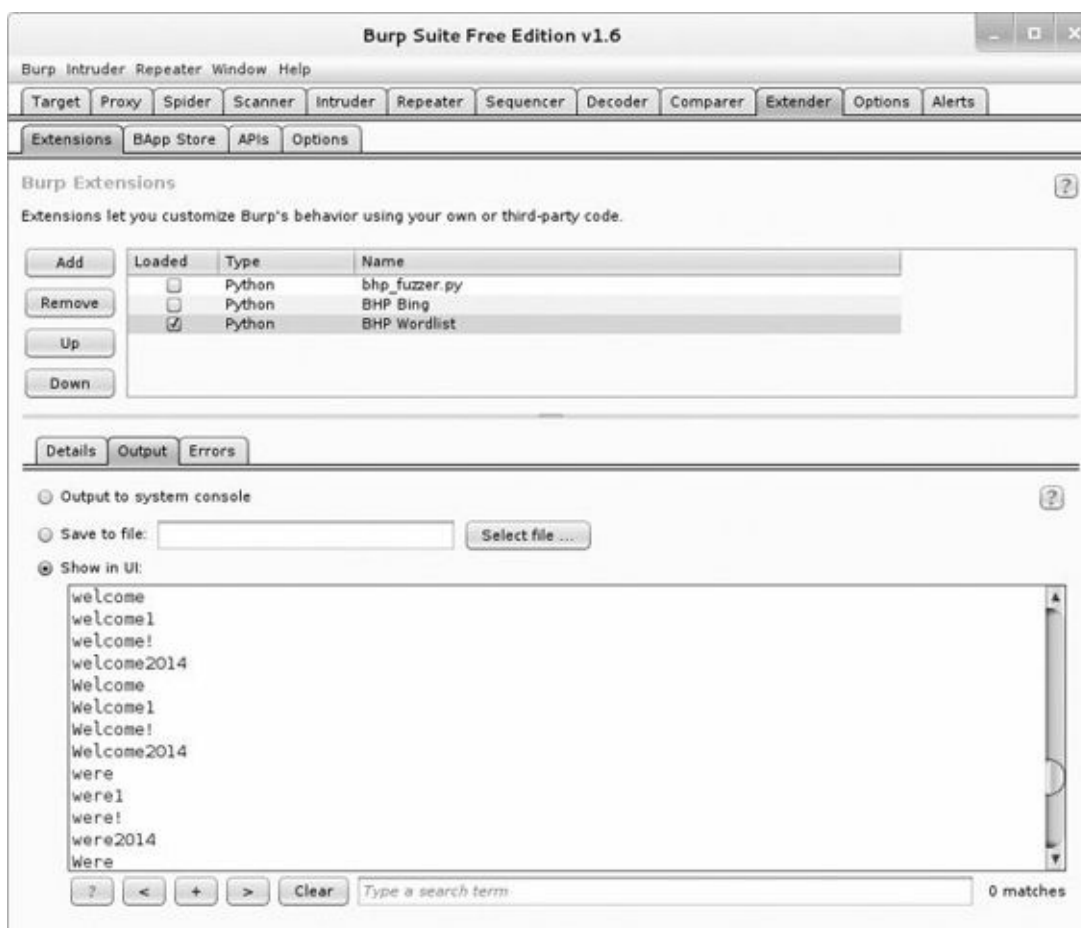 Burp Suite Free Edition v1.6
Burp Intruder Repeater Window Help
Target Proxy Spider Scanner Intruder Repeater Sequencer Decoder Comparer Extender Options Alerts
Extensions BApp Store APIs Options
Burp Extensions
?
Extensions let you customize Burp's behavior using your own or third-party code.
Add
Remove
Up
Down
Loaded Type Name
Python bhp_fuzzer.py
Python BHP Bing
Python BHP Wordlist
Details Output Errors
Output to system console
?
Save to file: Select file ...
Show in UI:
welcome
welcome1
welcome!
welcome2014
Welcome
Welcome1
Welcome!
Welcome2014
were
were1
were!
were2014
Were
? < + > Clear Type a search term 0 matches